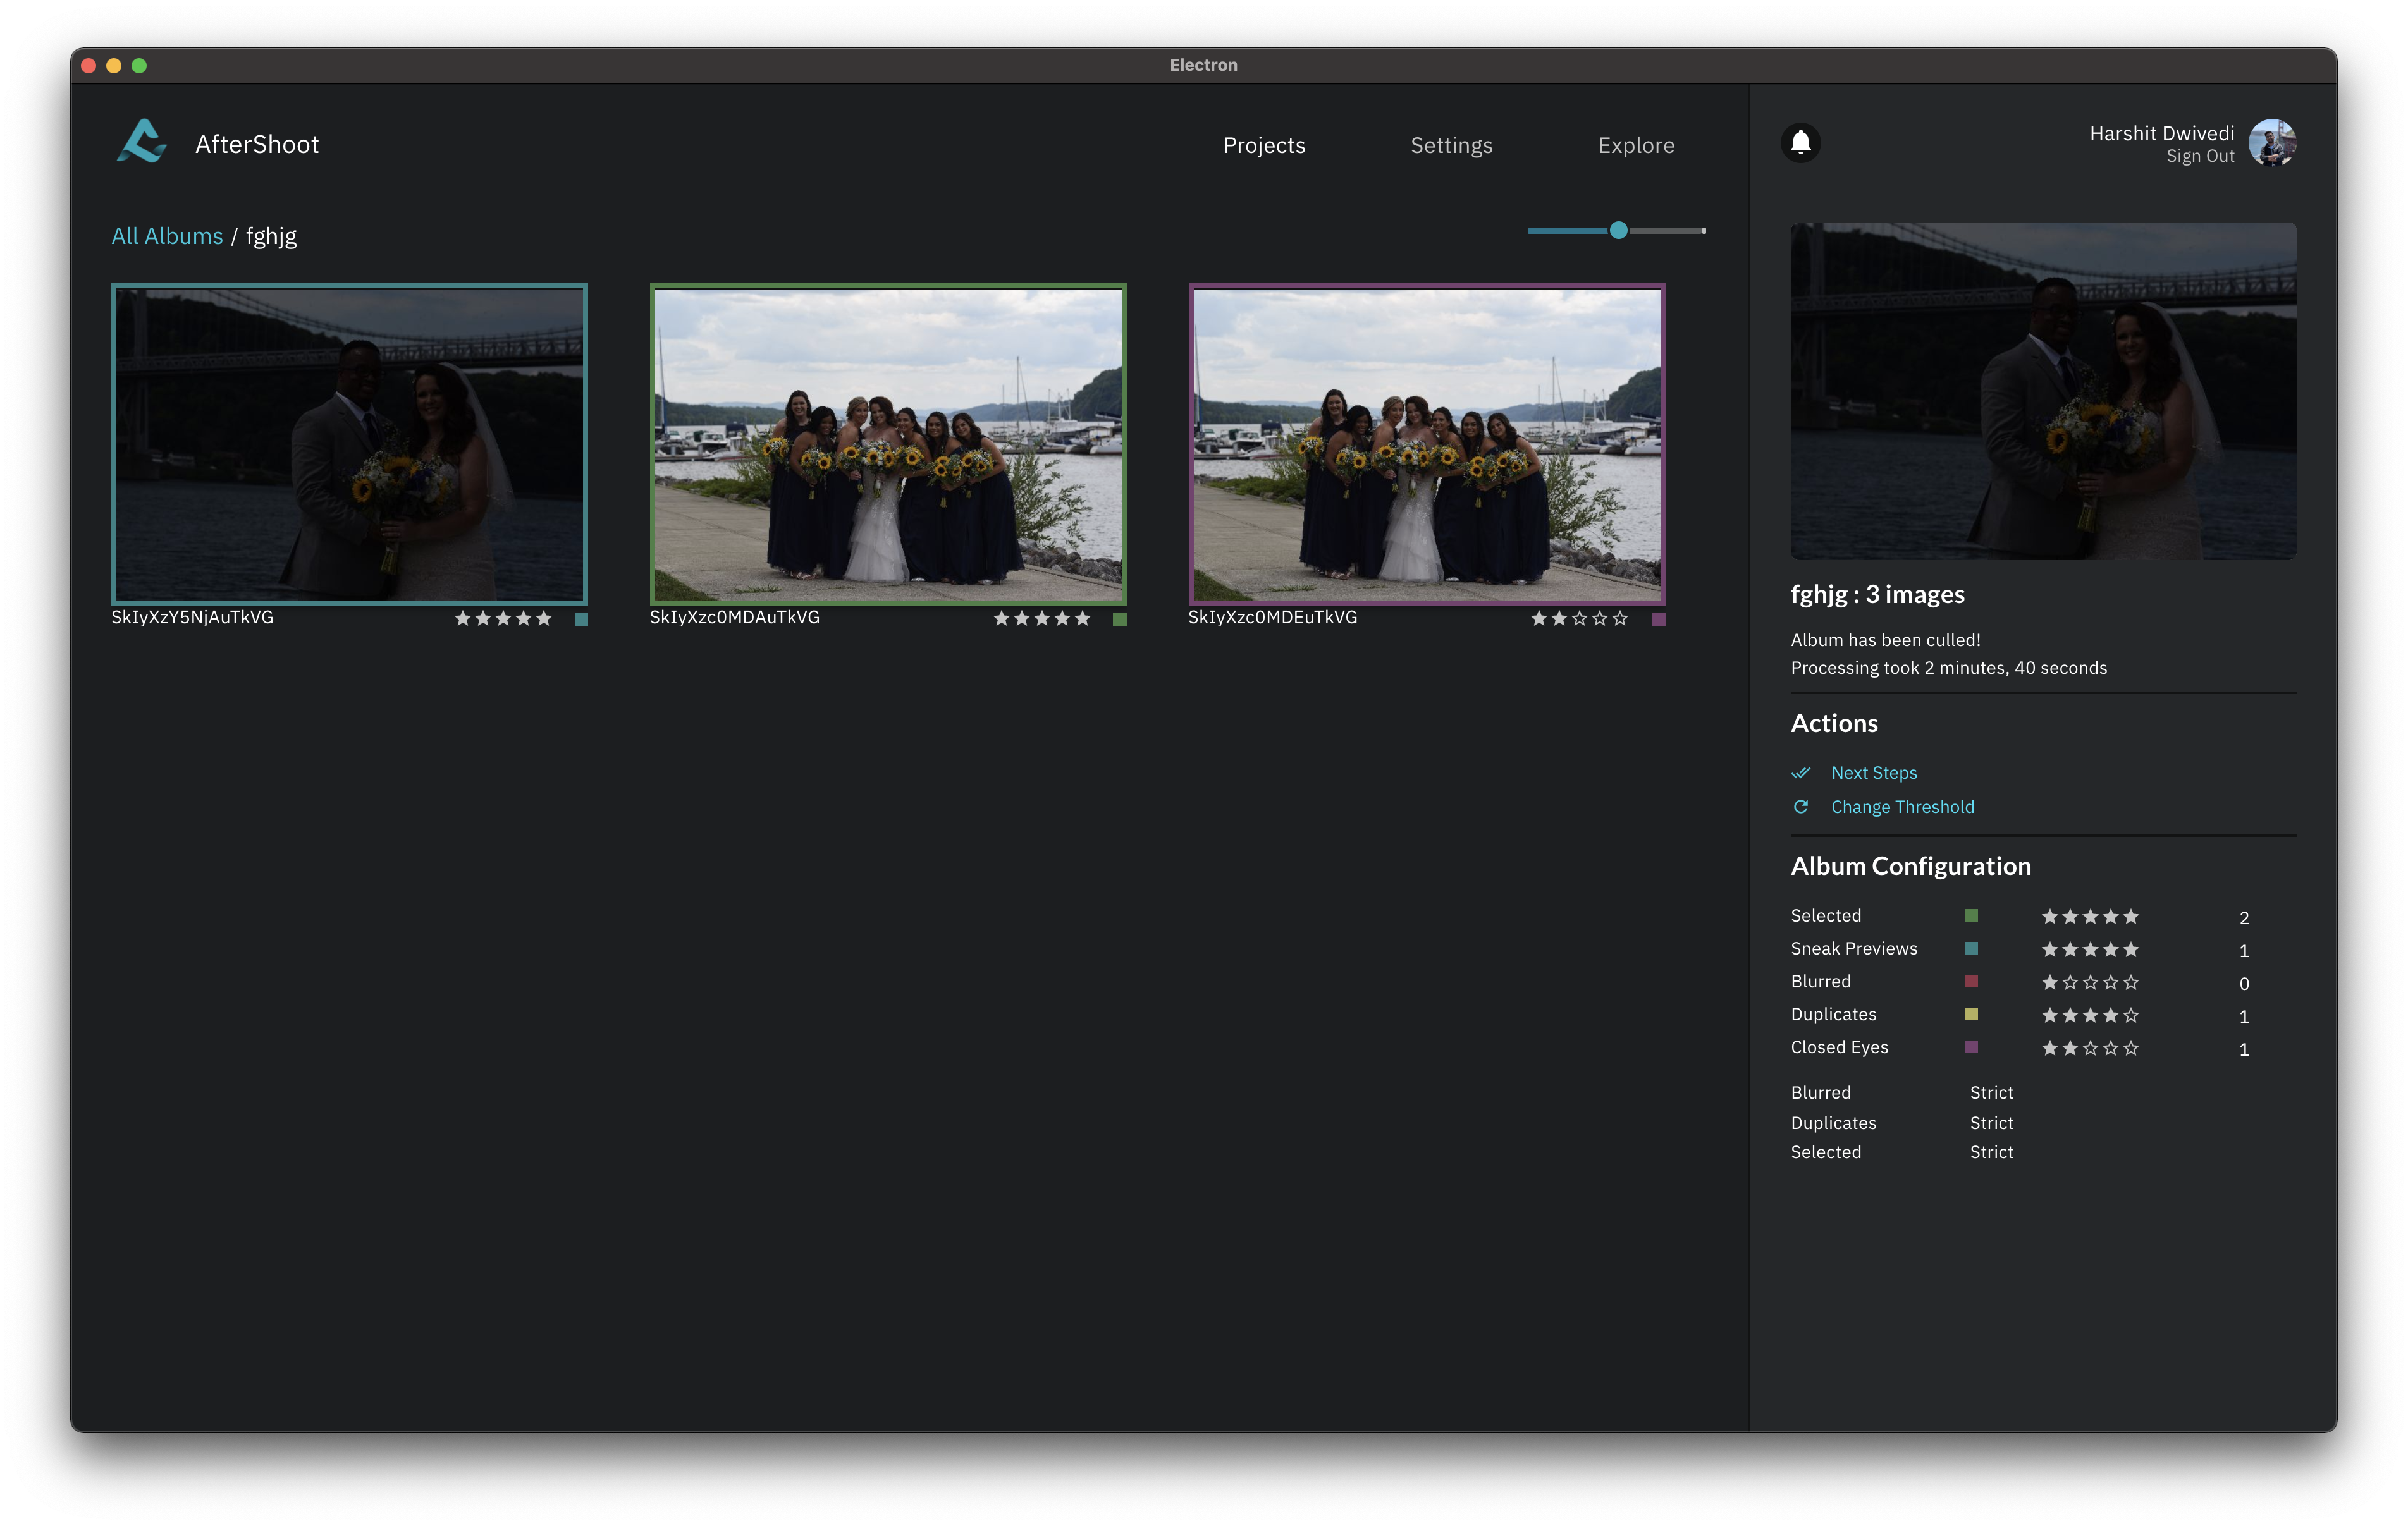 Electron
AfterShoot
Projects
Settings
Explore
Harshit Dwivedi
Sign Out
All Albums / fghjg
SkIyXzY5NjAuTkVG
SkIyXzc0MDAuTkVG
SkIyXzc0MDEuTkVG
fghjg : 3 images
Album has been culled!
Processing took 2 minutes, 40 seconds
Actions
Next Steps
Change Threshold
Album Configuration
Selected 2
Sneak Previews 1
Blurred 0
Duplicates 1
Closed Eyes 1
Blurred Strict
Duplicates Strict
Selected Strict